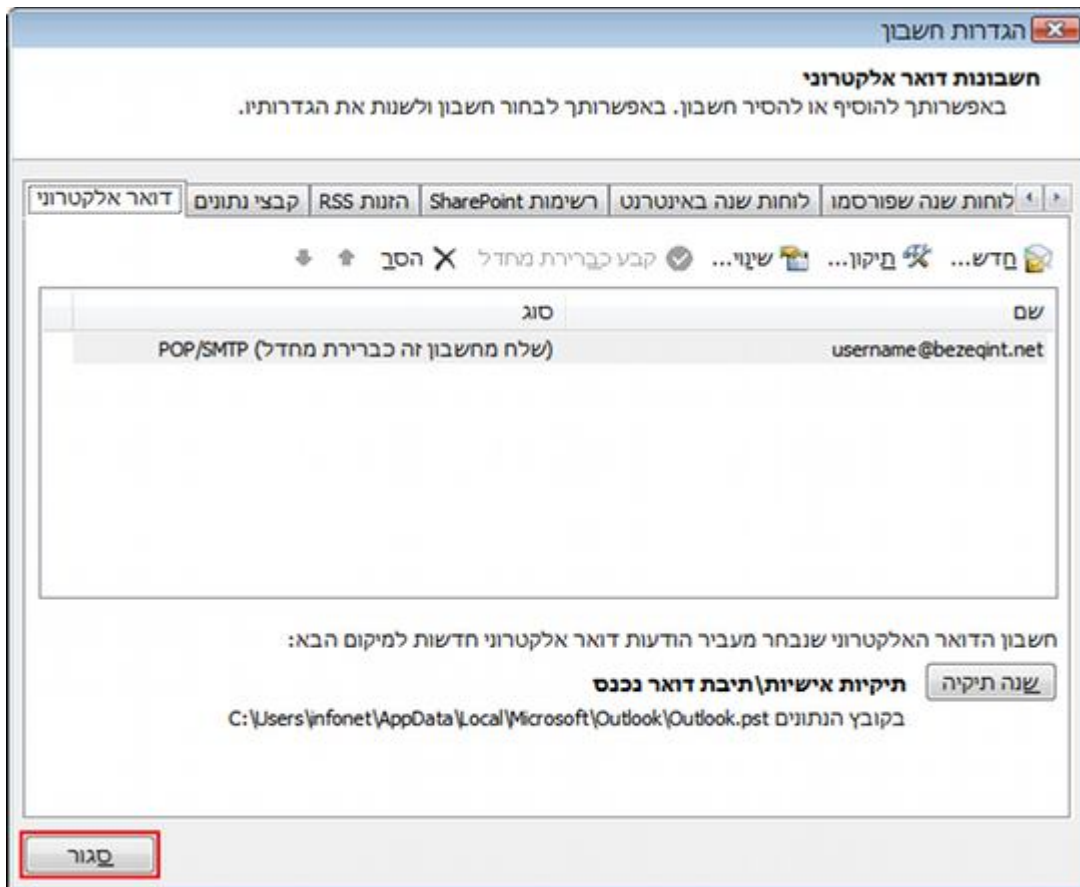 הגדרות חשבון
חשבונות דואר אלקטרוני
באפשרותך להוסיף או להסיר חשבון. באפשרותך לבחור חשבון ולשנות את הגדרותיו.
דואר אלקטרוני קבצי נתונים הזנות RSS רשימות SharePoint לוחות שנה באינטרנט לוחות שנה שפורסמו
חדש... תיקון... שינוי... קבע כברירת מחדל הסר
שם סוג
username@bezeqint.net POP/SMTP (שלח מחשבון זה כברירת מחדל)
חשבון הדואר האלקטרוני שנבחר מעביר הודעות דואר אלקטרוני חדשות למיקום הבא:
שנה תיקיה תיקיות אישיות\תיבת דואר נכנס
בקובץ הנתונים C:\Users\infonet\AppData\Local\Microsoft\Outlook\Outlook.pst
סגור